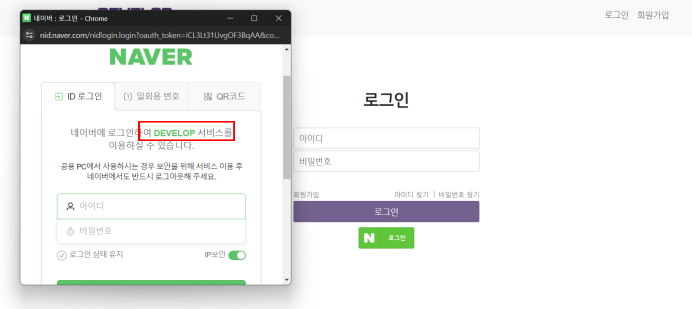 DEVELOP
로그인 회원가입
네이버 : 로그인 - Chrome
nid.naver.com/nidlogin.login?oauth_token=iCL3Lt31UvgOF3BqAA&co...
NAVER
ID 로그인
일회용 번호
QR코드
네이버에 로그인하여 DEVELOP 서비스를
이용하실 수 있습니다.
공용 PC에서 사용하시는 경우 보안을 위해 서비스 이용 후
네이버에서도 반드시 로그아웃해 주세요.
아이디
비밀번호
로그인 상태 유지
IP보안
로그인
아이디
비밀번호
회원가입
아이디 찾기 | 비밀번호 찾기
로그인
N 로그인